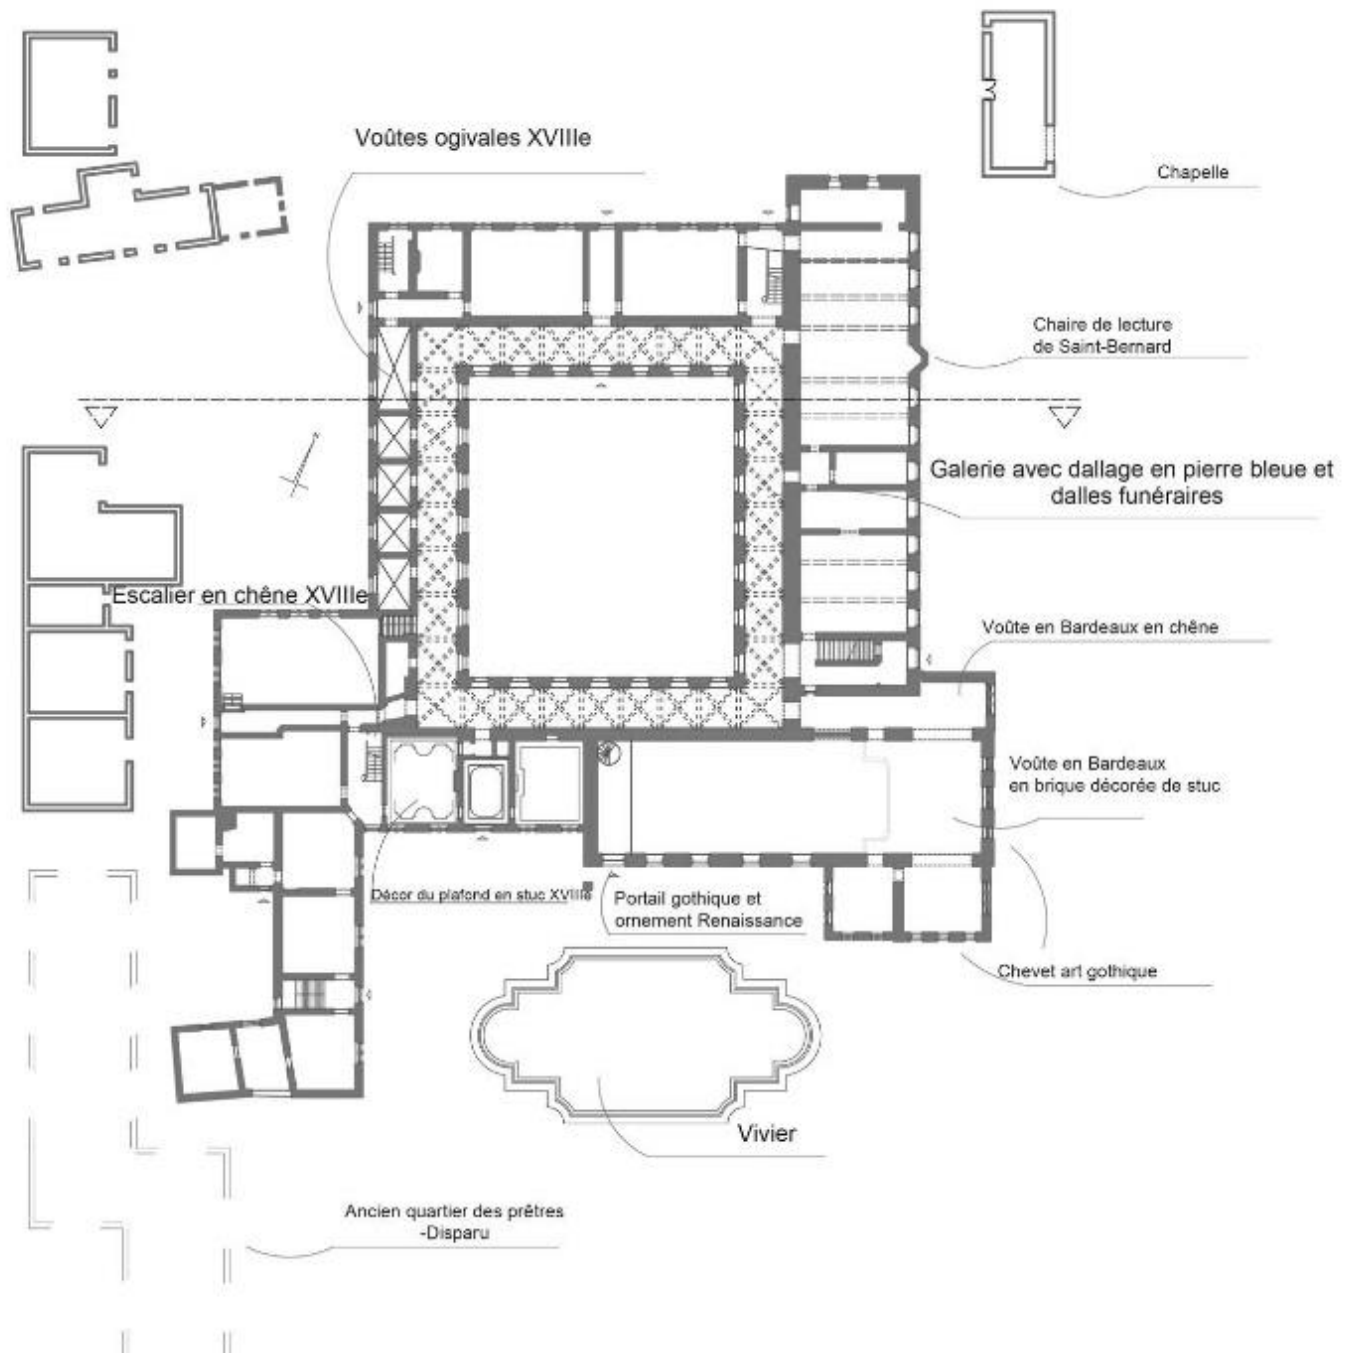 Voûtes ogivales XVIIIe
Chapelle
Chaire de lecture
de Saint-Bernard
Galerie avec dallage en pierre bleue et
dalles funéraires
Escalier en chêne XVIIIe
Voûte en Bardeaux en chêne
Voûte en Bardeaux
en brique décorée de stuc
Décor du plafond en stuc XVIIIe
Portail gothique et
ornement Renaissance
Chevet art gothique
Vivier
Ancien quartier des prêtres
-Disparu